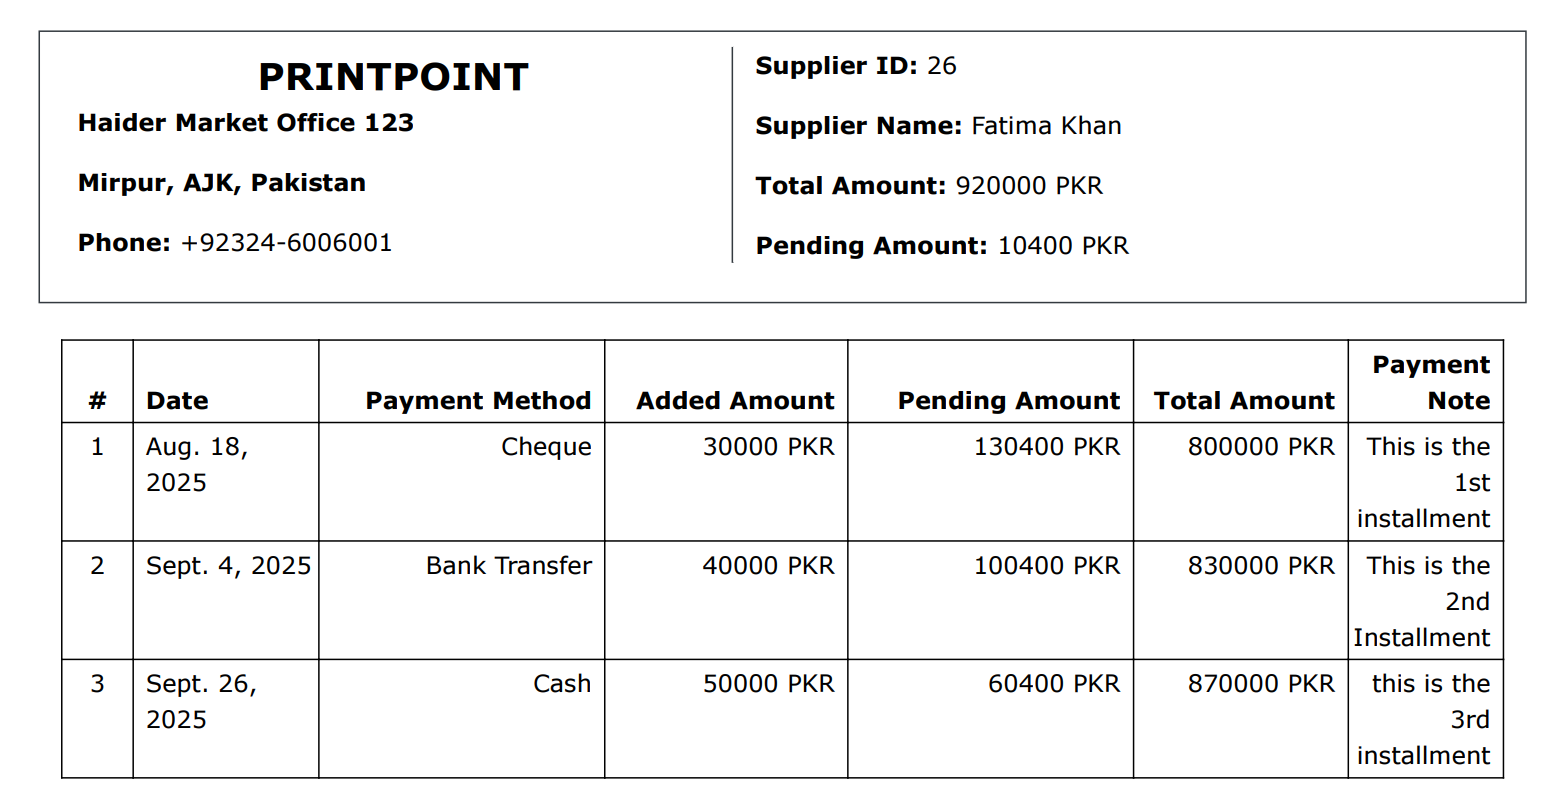 PRINTPOINT
Haider Market Office 123
Mirpur, AJK, Pakistan
Phone: +92324-6006001
Supplier ID: 26
Supplier Name: Fatima Khan
Total Amount: 920000 PKR
Pending Amount: 10400 PKR
# Date Payment Method Added Amount Pending Amount Total Amount Payment Note
1 Aug. 18, 2025 Cheque 30000 PKR 130400 PKR 800000 PKR This is the 1st installment
2 Sept. 4, 2025 Bank Transfer 40000 PKR 100400 PKR 830000 PKR This is the 2nd Installment
3 Sept. 26, 2025 Cash 50000 PKR 60400 PKR 870000 PKR this is the 3rd installment